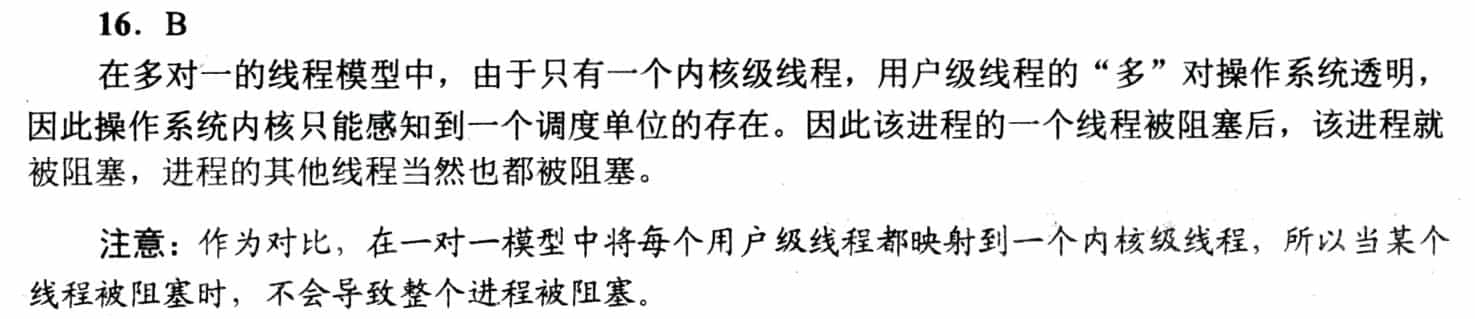 16. B
在多对一的线程模型中，由于只有一个内核级线程，用户级线程的“多”对操作系统透明，
因此操作系统内核只能感知到一个调度单位的存在。因此该进程的一个线程被阻塞后，该进程就
被阻塞，进程的其他线程当然也都被阻塞。
注意：作为对比，在一对一模型中将每个用户级线程都映射到一个内核级线程，所以当某个
线程被阻塞时，不会导致整个进程被阻塞。